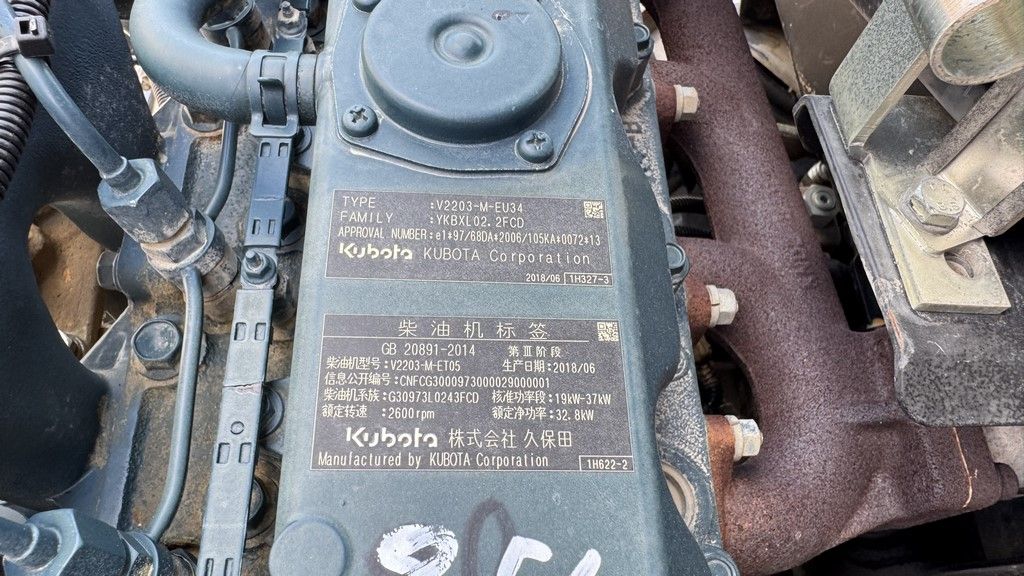 TYPE :V2203-M-EU34
FAMILY :YKBXL02.2FCD
APPROVAL NUMBER:e1*97/68DA*2006/105KA*0072*13
Kubota KUBOTA Corporation
2018/06 1H327-3
柴油机标签
GB 20891-2014 第Ⅲ阶段
柴油机型号:V2203-M-ET05 生产日期:2018/06
信息公开编号:CNFCG3000973000029000001
柴油机系族:G30973L0243FCD 核准功率段:19kW-37kW
额定转速 :2600rpm 额定净功率:32.8kW
Kubota 株式会社 久保田
Manufactured by KUBOTA Corporation 1H622-2